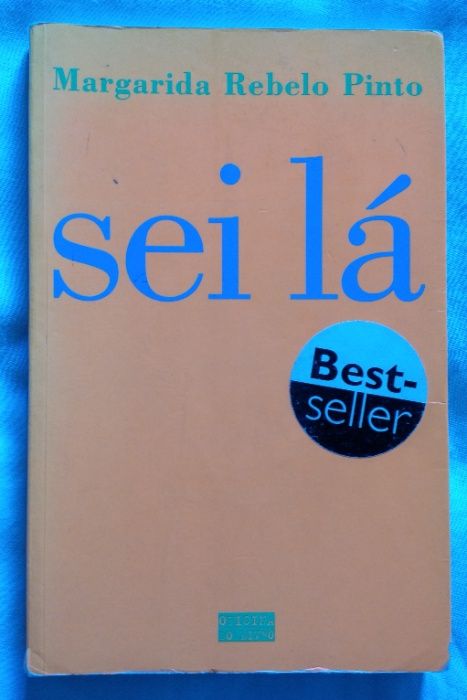 Margarida Rebelo Pinto
sei lá
Best-
seller
OFICINA
DO LIVRO